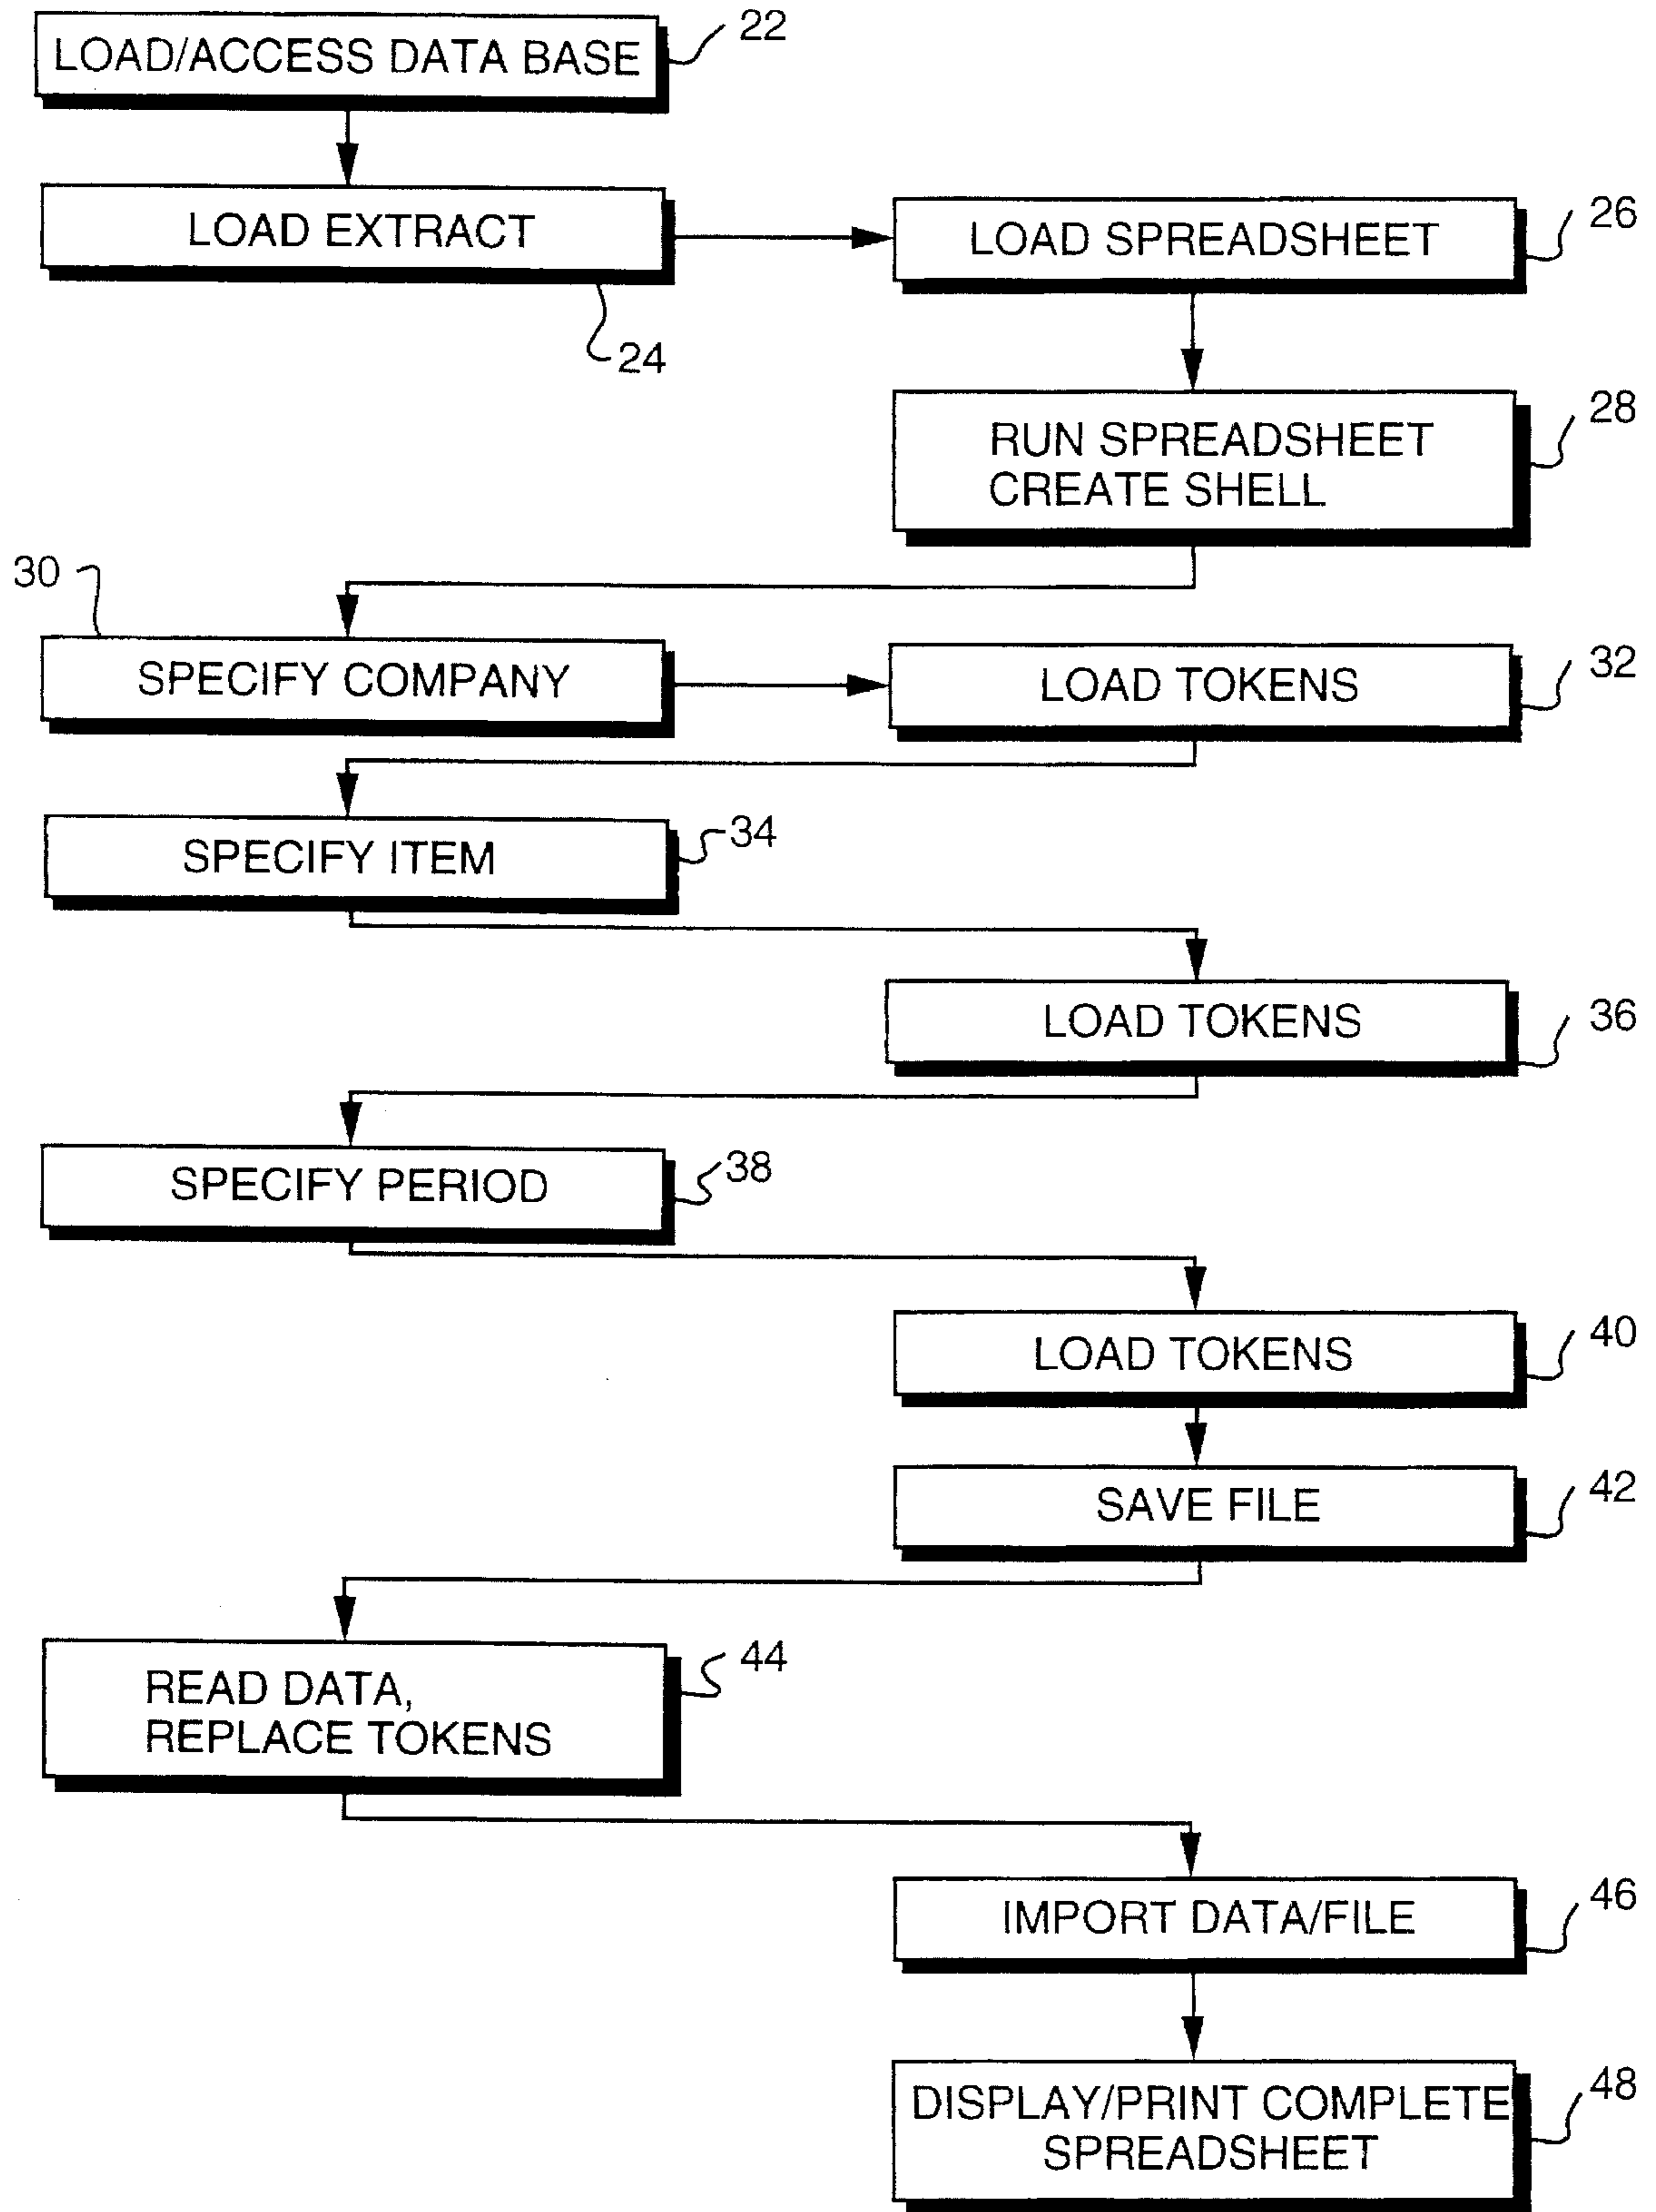 LOAD/ACCESS DATA BASE
22
LOAD EXTRACT
24
LOAD SPREADSHEET
26
RUN SPREADSHEET
CREATE SHELL
28
30
SPECIFY COMPANY
LOAD TOKENS
32
SPECIFY ITEM
34
LOAD TOKENS
36
SPECIFY PERIOD
38
LOAD TOKENS
40
SAVE FILE
42
READ DATA,
REPLACE TOKENS
44
IMPORT DATA/FILE
46
DISPLAY/PRINT COMPLETE
SPREADSHEET
48